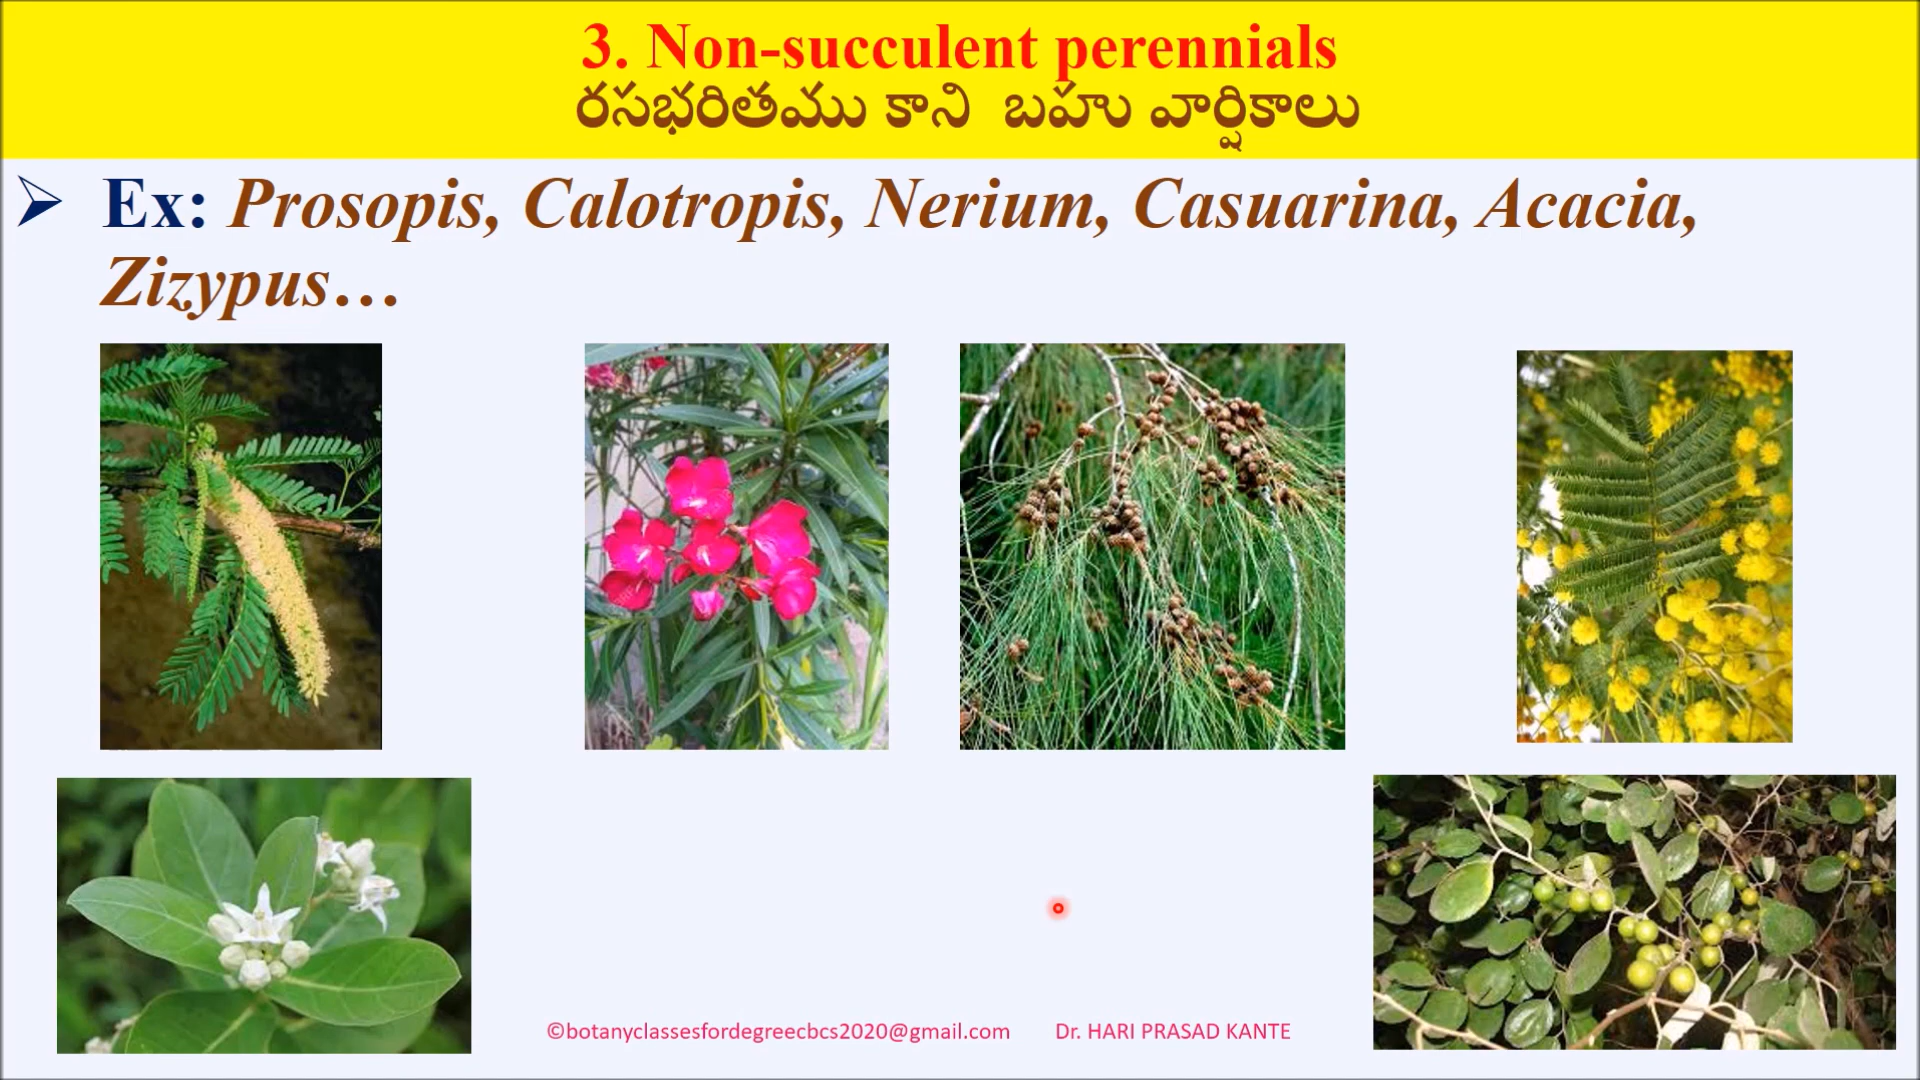 3. Non-succulent perennials
రసభరితము కాని బహు వార్షికాలు
➢ Ex: Prosopis, Calotropis, Nerium, Casuarina, Acacia,
Zizypus…
©botanyclassesfordegreecbcs2020@gmail.com Dr. HARI PRASAD KANTE